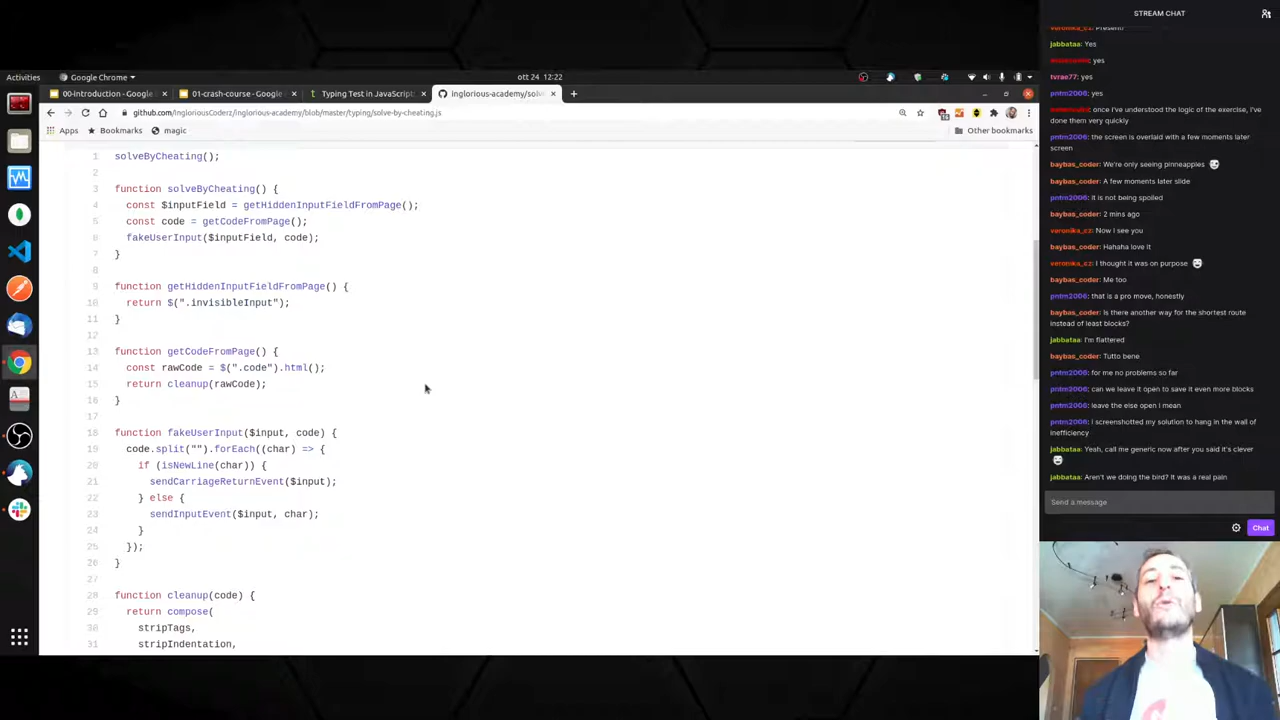 STREAM CHAT
Activities
Google Chrome
ott 24 12:22
00-introduction - Google
01-crash-course - Google
Typing Test in JavaScript
inglorious-academy/solve
github.com/IngloriousCoderz/inglorious-academy/blob/master/typing/solve-by-cheating.js
Apps
Bookmarks
magic
Other bookmarks
1 solveByCheating();
2
3 function solveByCheating() {
4 const $inputField = getHiddenInputFieldFromPage();
5 const code = getCodeFromPage();
6 fakeUserInput($inputField, code);
7 }
8
9 function getHiddenInputFieldFromPage() {
10 return $(".invisibleInput");
11 }
12
13 function getCodeFromPage() {
14 const rawCode = $(".code").html();
15 return cleanup(rawCode);
16 }
17
18 function fakeUserInput($input, code) {
19 code.split("").forEach((char) => {
20 if (isNewLine(char)) {
21 sendCarriageReturnEvent($input);
22 } else {
23 sendInputEvent($input, char);
24 }
25 });
26 }
27
28 function cleanup(code) {
29 return compose(
30 stripTags,
31 stripIndentation,
veronika_cz: Present!
jabbataa: Yes
yes
tvrae77: yes
pntm2006: yes
once I've understood the logic of the exercise, I've
done them very quickly
pntm2006: the screen is overlaid with a few moments later
screen
baybas_coder: We're only seeing pinneapples
baybas_coder: A few moments later slide
pntm2006: it is not being spoiled
baybas_coder: 2 mins ago
veronika_cz: Now I see you
baybas_coder: Hahaha love it
veronika_cz: I thought it was on purpose
baybas_coder: Me too
pntm2006: that is a pro move, honestly
baybas_coder: Is there another way for the shortest route
instead of least blocks?
jabbataa: I'm flattered
baybas_coder: Tutto bene
pntm2006: for me no problems so far
pntm2006: can we leave it open to save it even more blocks
pntm2006: leave the else open I mean
pntm2006: I screenshotted my solution to hang in the wall of
inefficiency
jabbataa: Yeah, call me generic now after you said it's clever
jabbataa: Aren't we doing the bird? It was a real pain
Send a message
Chat